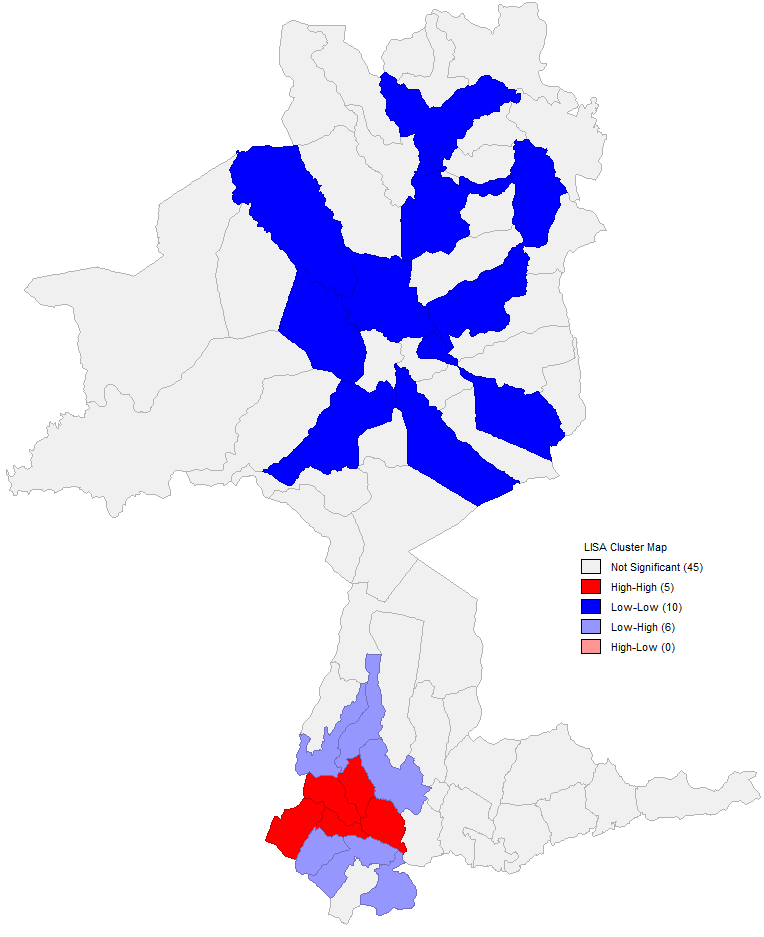 LISA Cluster Map
Not Significant (45)
High-High (5)
Low-Low (10)
Low-High (6)
High-Low (0)